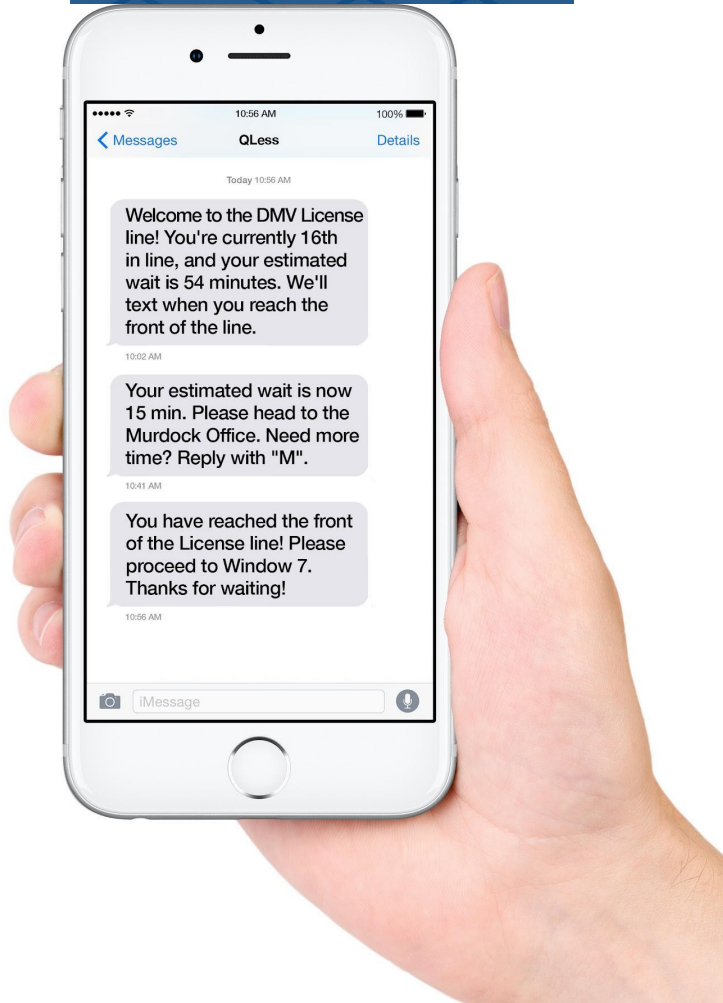 10:56 AM
100%
Messages
QLess
Details
Today 10:56 AM
Welcome to the DMV License
line! You're currently 16th
in line, and your estimated
wait is 54 minutes. We'll
text when you reach the
front of the line.
10:02 AM
Your estimated wait is now
15 min. Please head to the
Murdock Office. Need more
time? Reply with "M".
10:41 AM
You have reached the front
of the License line! Please
proceed to Window 7.
Thanks for waiting!
10:56 AM
iMessage